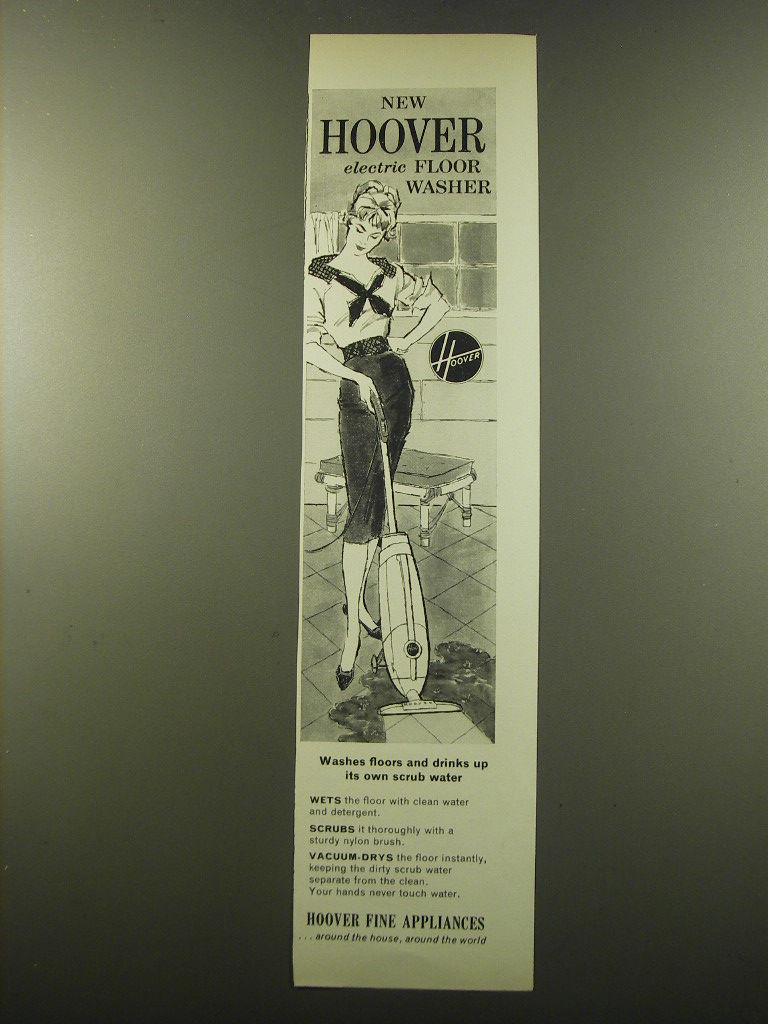 NEW
HOOVER
electric FLOOR
WASHER
HOOVER
HOOVER
Washes floors and drinks up
its own scrub water
WETS the floor with clean water
and detergent.
SCRUBS it thoroughly with a
sturdy nylon brush.
VACUUM-DRYS the floor instantly,
keeping the dirty scrub water
separate from the clean.
Your hands never touch water.
HOOVER FINE APPLIANCES
... around the house, around the world